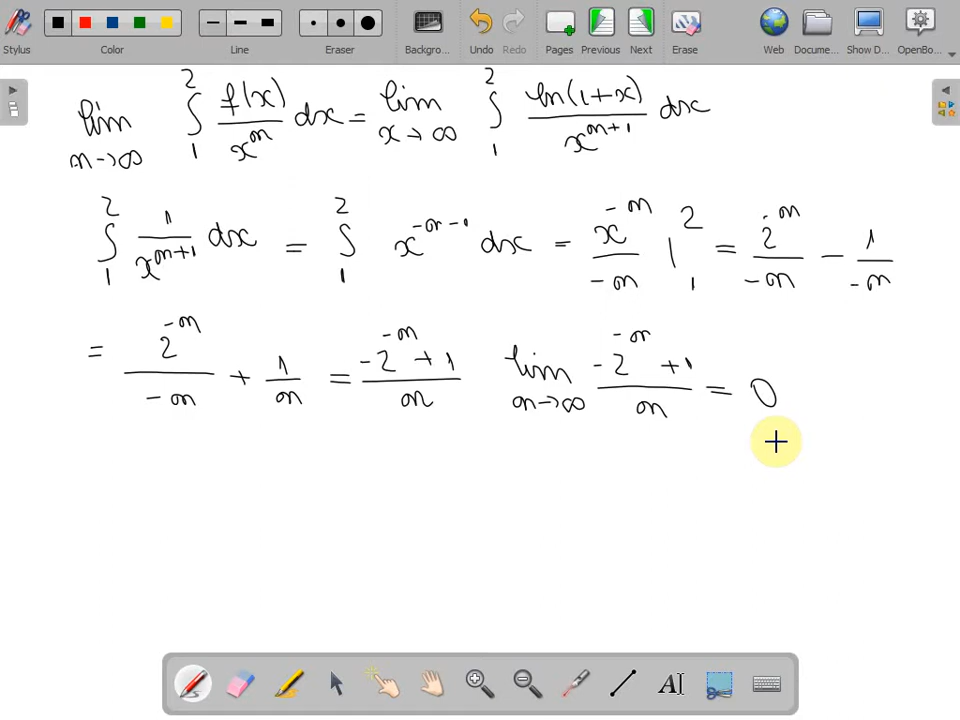 Stylus Color Line Eraser Backgro... Undo Redo Pages Previous Next Erase Web Docume... Show D... OpenBo...
lim n→∞ ∫₁² f(x)/xⁿ dx = lim x→∞ ∫₁² ln(1+x)/xⁿ⁺¹ dx
∫₁² 1/xⁿ⁺¹ dx = ∫₁² x⁻ⁿ⁻¹ dx = x⁻ⁿ/-n |₁² = 2⁻ⁿ/-n - 1/-n
= 2⁻ⁿ/-n + 1/n = (-2⁻ⁿ+1)/n lim n→∞ (-2⁻ⁿ+1)/n = 0